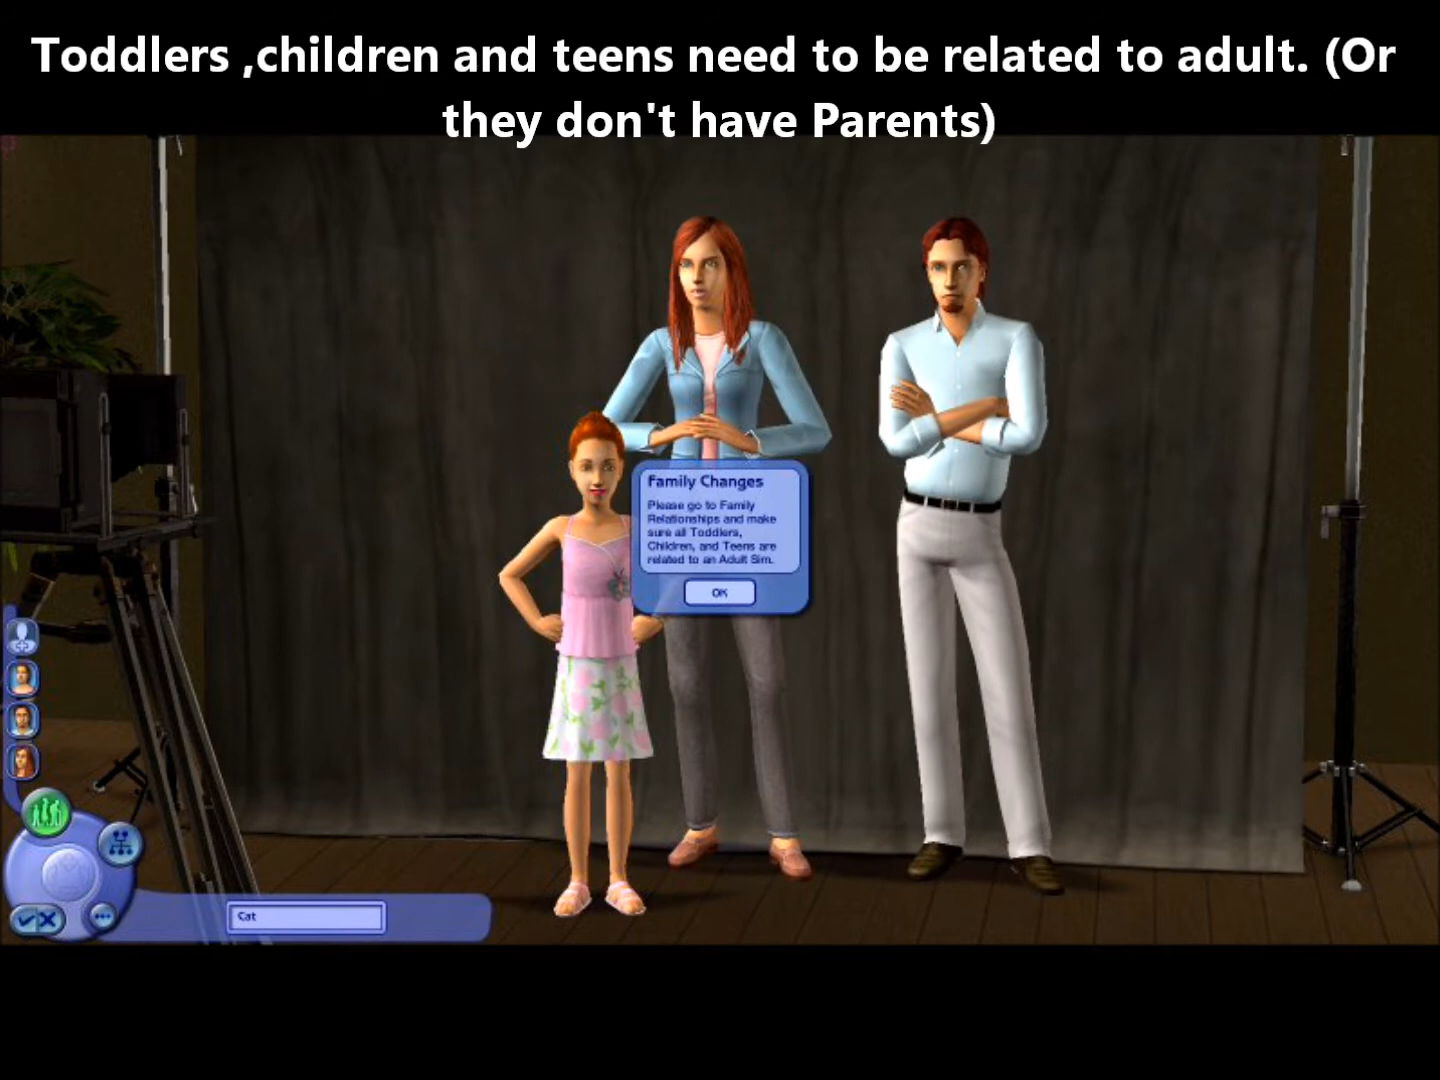 Toddlers ,children and teens need to be related to adult. (Or
they don't have Parents)
Family Changes
Please go to Family
Relationships and make
sure all Toddlers,
Children, and Teens are
related to an Adult Sim.
OK
Cat